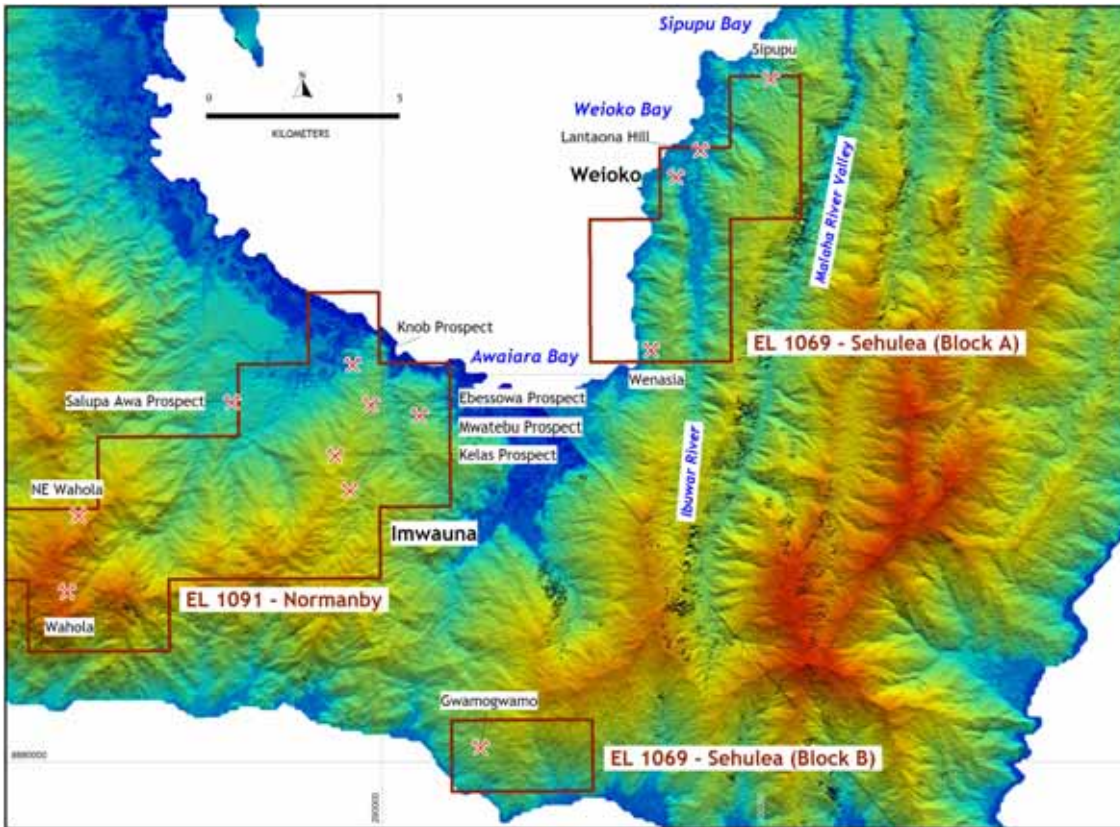 Sipupu Bay
Sipupu
N
0 5
KILOMETERS
Weioko Bay
Lantaona Hill
Weioko
Malaha River Valley
Knob Prospect
Awaiara Bay
EL 1069 - Sehulea (Block A)
Wenasia
Salupa Awa Prospect
Ebessowa Prospect
Mwatebu Prospect
Kelas Prospect
Ibuwar River
NE Wahola
Imwauna
EL 1091 - Normanby
Wahola
Gwamogwamo
EL 1069 - Sehulea (Block B)